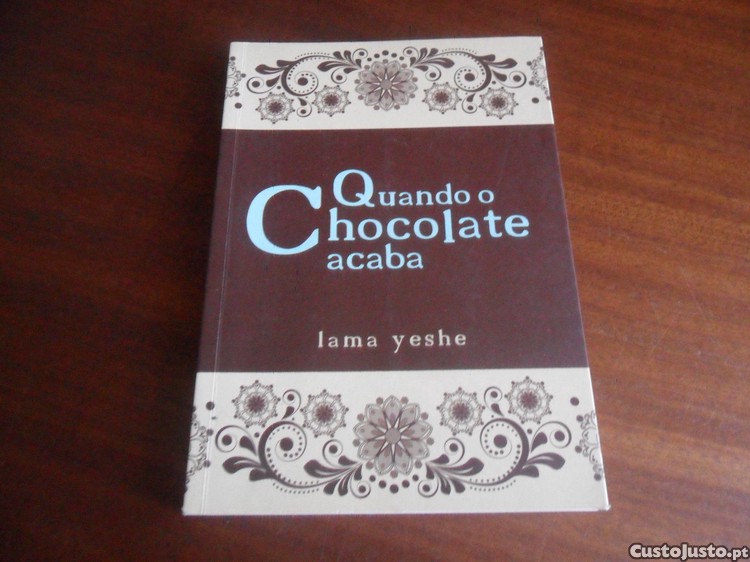 Quando o
Chocolate
acaba
lama yeshe
CustoJusto.pt